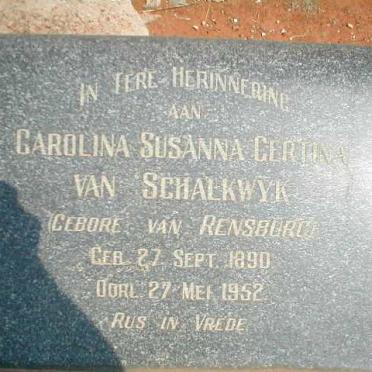 IN TERE HERINNERING
AAN
CAROLINA SUSANNA GERTINA
VAN SCHALKWYK
(GEBORE VAN RENSBURG)
GEB. 27 SEPT. 1890
OORL. 27 MEI. 1952
RUS IN VREDE